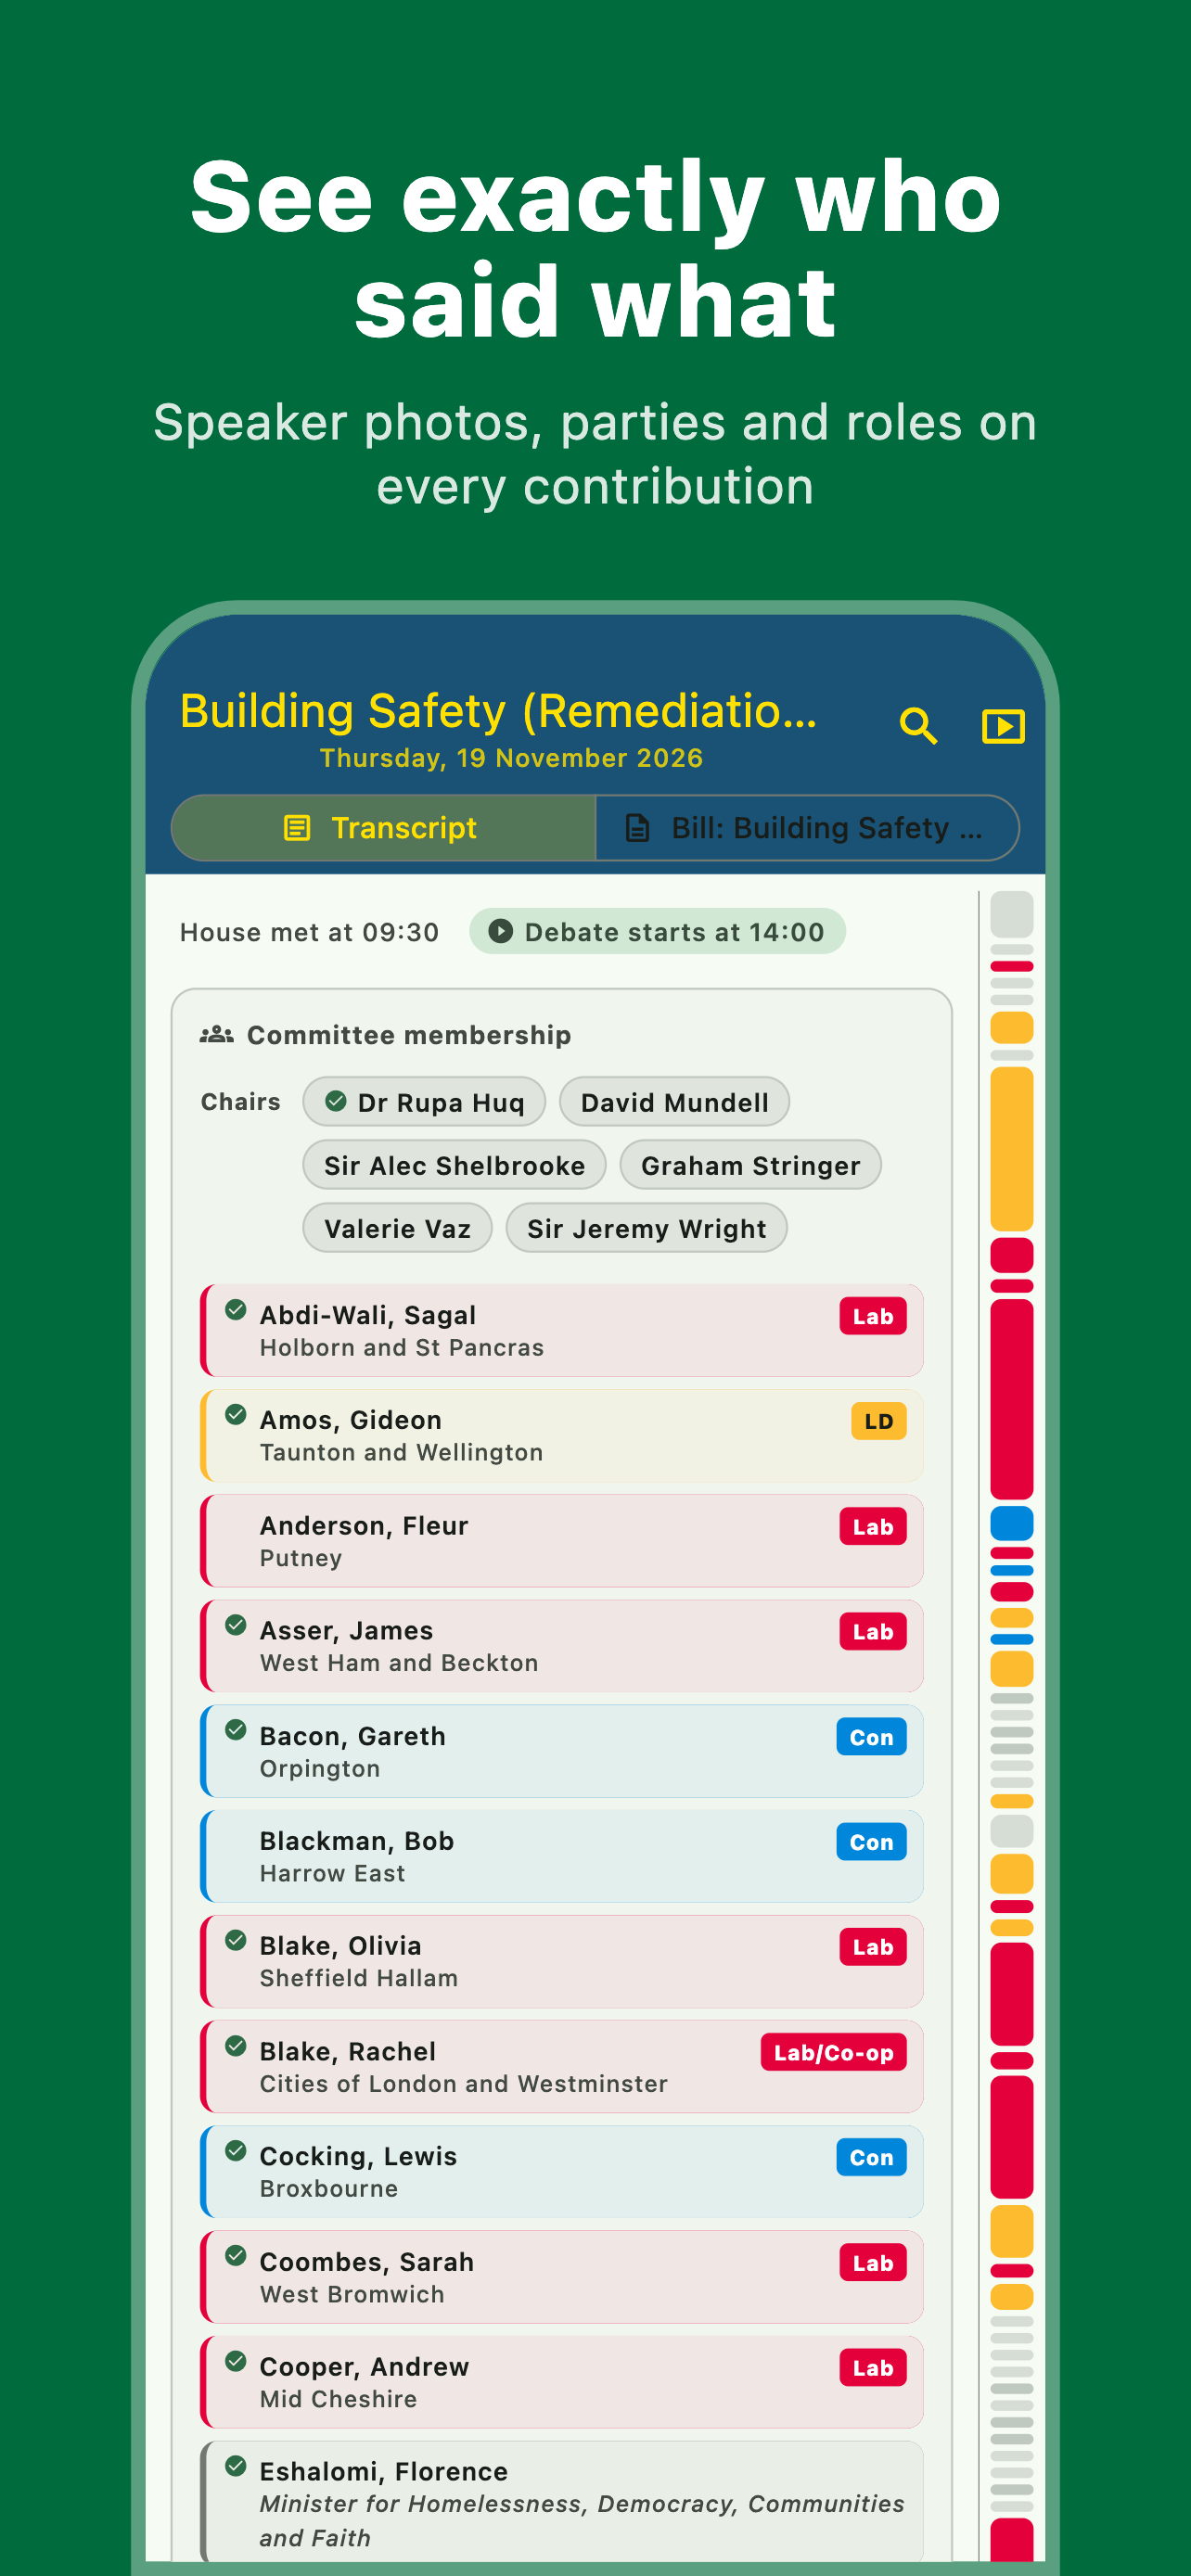 See exactly who
said what
Speaker photos, parties and roles on
every contribution
Building Safety (Remediatio...
Thursday, 19 November 2026
Transcript
Bill: Building Safety ...
House met at 09:30
Debate starts at 14:00
Committee membership
Chairs
Dr Rupa Huq
David Mundell
Sir Alec Shelbrooke
Graham Stringer
Valerie Vaz
Sir Jeremy Wright
Abdi-Wali, Sagal
Lab
Holborn and St Pancras
Amos, Gideon
LD
Taunton and Wellington
Anderson, Fleur
Lab
Putney
Asser, James
Lab
West Ham and Beckton
Bacon, Gareth
Con
Orpington
Blackman, Bob
Con
Harrow East
Blake, Olivia
Lab
Sheffield Hallam
Blake, Rachel
Lab/Co-op
Cities of London and Westminster
Cocking, Lewis
Con
Broxbourne
Coombes, Sarah
Lab
West Bromwich
Cooper, Andrew
Lab
Mid Cheshire
Eshalomi, Florence
Minister for Homelessness, Democracy, Communities
and Faith